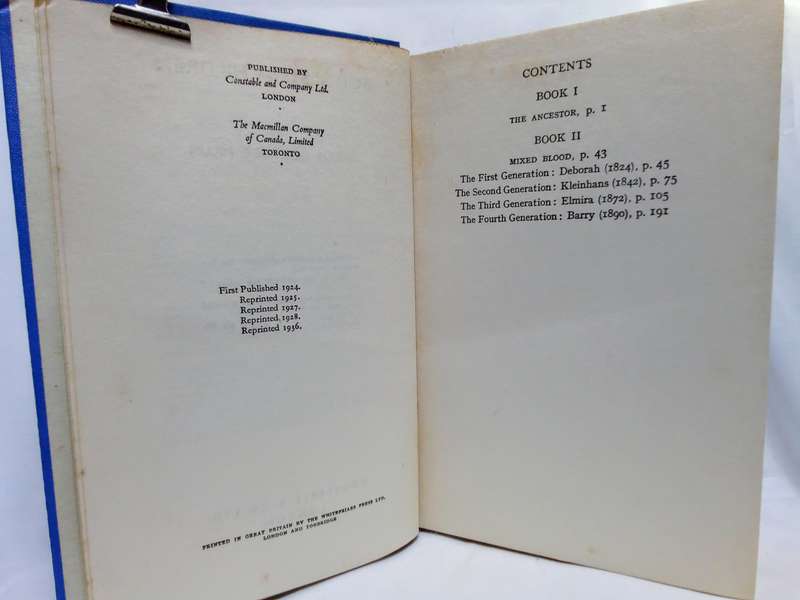 PUBLISHED BY
Constable and Company Ltd.
LONDON
The Macmillan Company
of Canada, Limited
TORONTO
First Published 1924.
Reprinted 1925.
Reprinted 1927.
Reprinted 1928.
Reprinted 1936.
PRINTED IN GREAT BRITAIN BY THE WHITEFRIARS PRESS LTD.
LONDON AND TONBRIDGE
CONTENTS
BOOK I
THE ANCESTOR, p. 1
BOOK II
MIXED BLOOD, p. 43
The First Generation: Deborah (1824), p. 45
The Second Generation: Kleinhans (1842), p. 75
The Third Generation: Elmira (1872), p. 105
The Fourth Generation: Barry (1890), p. 191